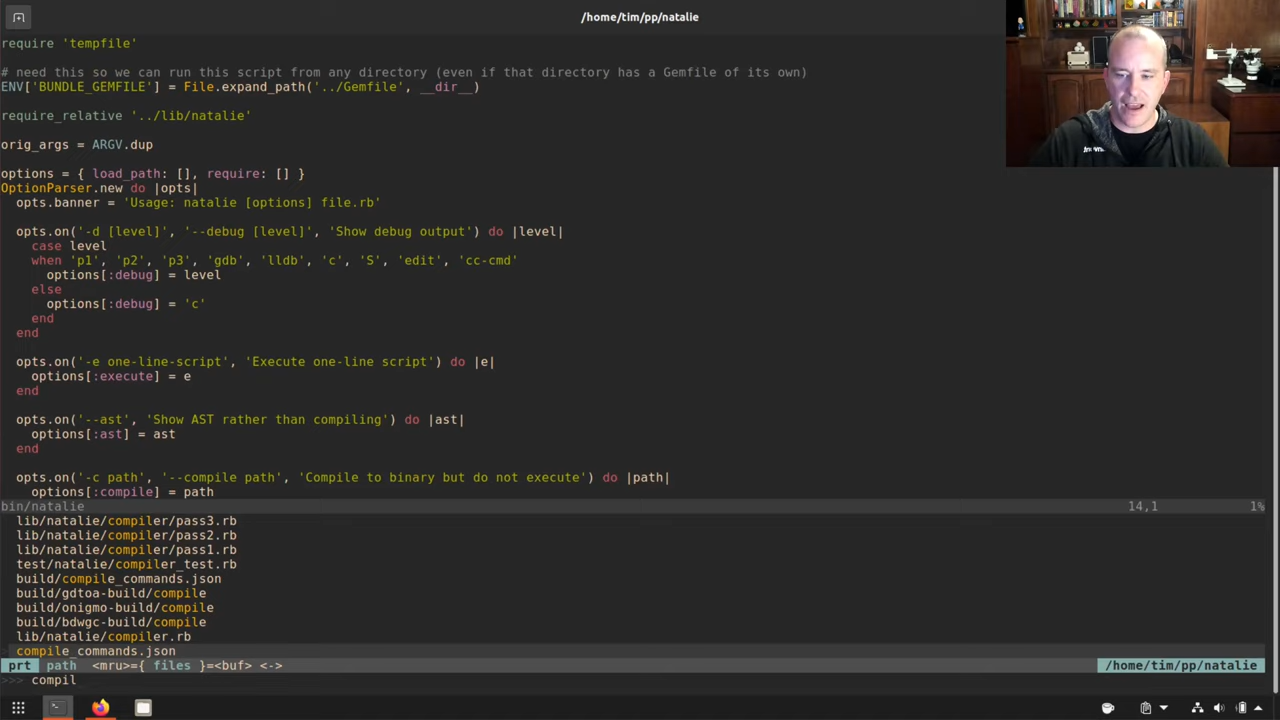 /home/tim/pp/natalie
require 'tempfile'
# need this so we can run this script from any directory (even if that directory has a Gemfile of its own)
ENV['BUNDLE_GEMFILE'] = File.expand_path('../Gemfile', __dir__)
require_relative '../lib/natalie'
orig_args = ARGV.dup
options = { load_path: [], require: [] }
OptionParser.new do |opts|
  opts.banner = 'Usage: natalie [options] file.rb'
  opts.on('-d [level]', '--debug [level]', 'Show debug output') do |level|
    case level
    when 'p1', 'p2', 'p3', 'gdb', 'lldb', 'c', 'S', 'edit', 'cc-cmd'
      options[:debug] = level
    else
      options[:debug] = 'c'
    end
  end
  opts.on('-e one-line-script', 'Execute one-line script') do |e|
    options[:execute] = e
  end
  opts.on('--ast', 'Show AST rather than compiling') do |ast|
    options[:ast] = ast
  end
  opts.on('-c path', '--compile path', 'Compile to binary but do not execute') do |path|
    options[:compile] = path
bin/natalie 14,1 1%
  lib/natalie/compiler/pass3.rb
  lib/natalie/compiler/pass2.rb
  lib/natalie/compiler/pass1.rb
  test/natalie/compiler_test.rb
  build/compile_commands.json
  build/gdtoa-build/compile
  build/onigmo-build/compile
  build/bdwgc-build/compile
  lib/natalie/compiler.rb
> compile_commands.json
prt path <mru>={ files }=<buf> <-> /home/tim/pp/natalie
>>> compil